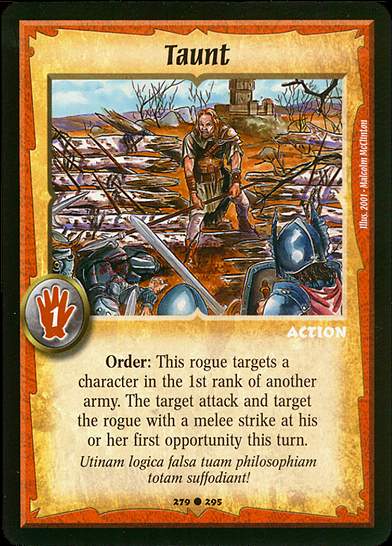 Taunt
Illus. 2001 - Malcolm McClinton
1
ACTION
Order: This rogue targets a
character in the 1st rank of another
army. The target attack and target
the rogue with a melee strike at his
or her first opportunity this turn.
Utinam logica falsa tuam philosophiam
totam suffodiant!
279 ● 295